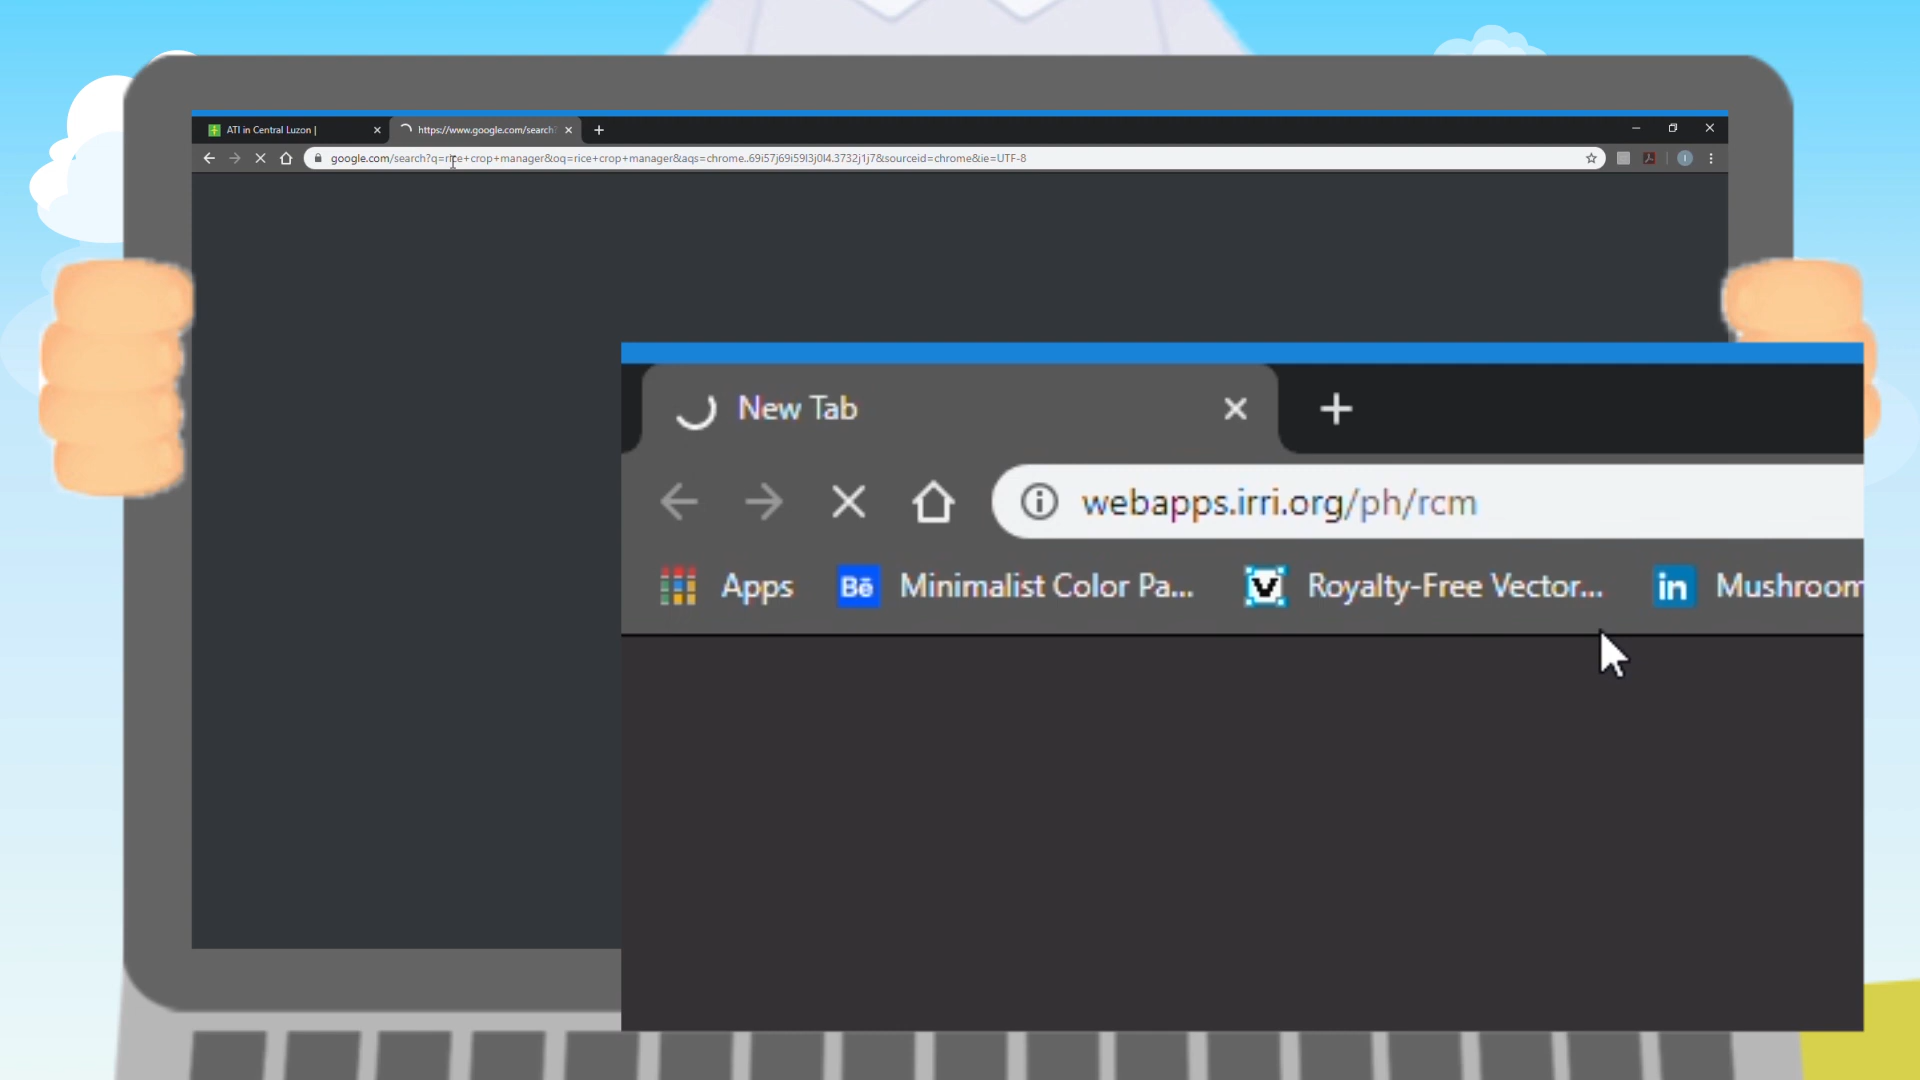 ATI in Central Luzon |
https://www.google.com/search
google.com/search?q=rice+crop+manager&oq=rice+crop+manager&aqs=chrome..69i57j69i59l3j0l4.3732j1j7&sourceid=chrome&ie=UTF-8
New Tab
webapps.irri.org/ph/rcm
Apps
Bē
Minimalist Color Pa...
Royalty-Free Vector...
in
Mushroom